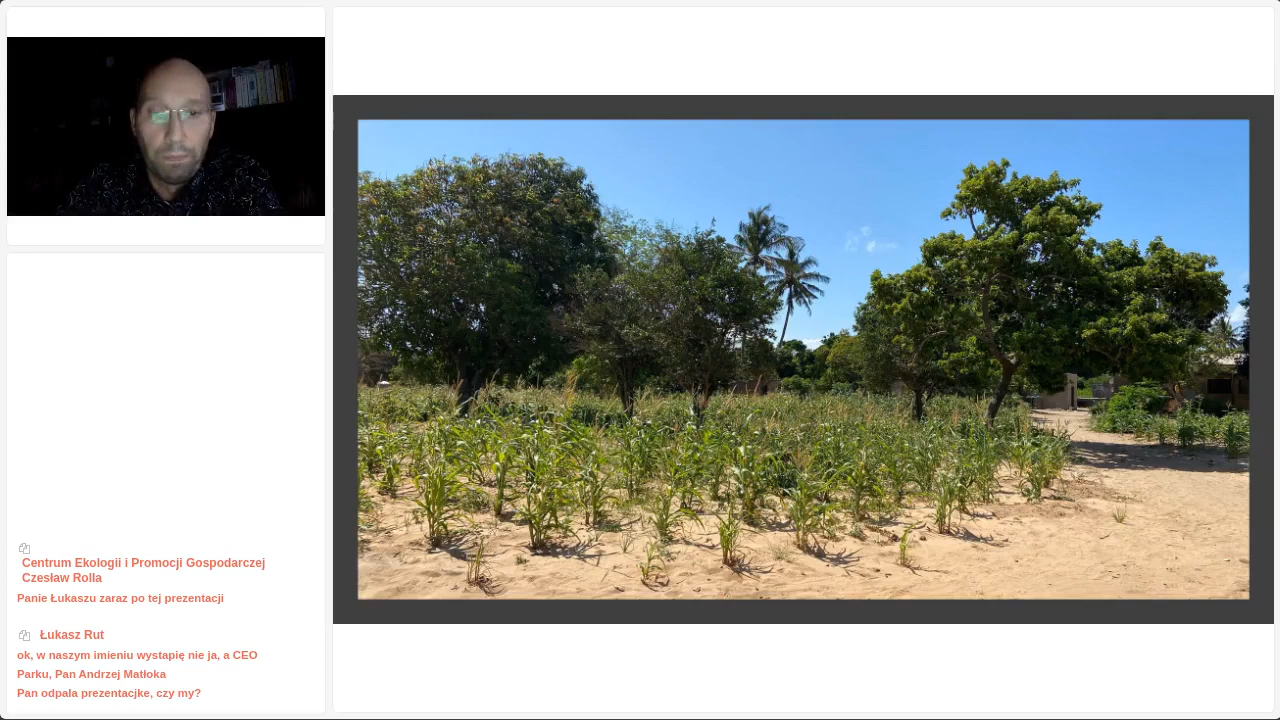 Centrum Ekologii i Promocji Gospodarczej
Czesław Rolla
Panie Łukaszu zaraz po tej prezentacji
Łukasz Rut
ok, w naszym imieniu wystapię nie ja, a CEO
Parku, Pan Andrzej Matłoka
Pan odpala prezentacjke, czy my?